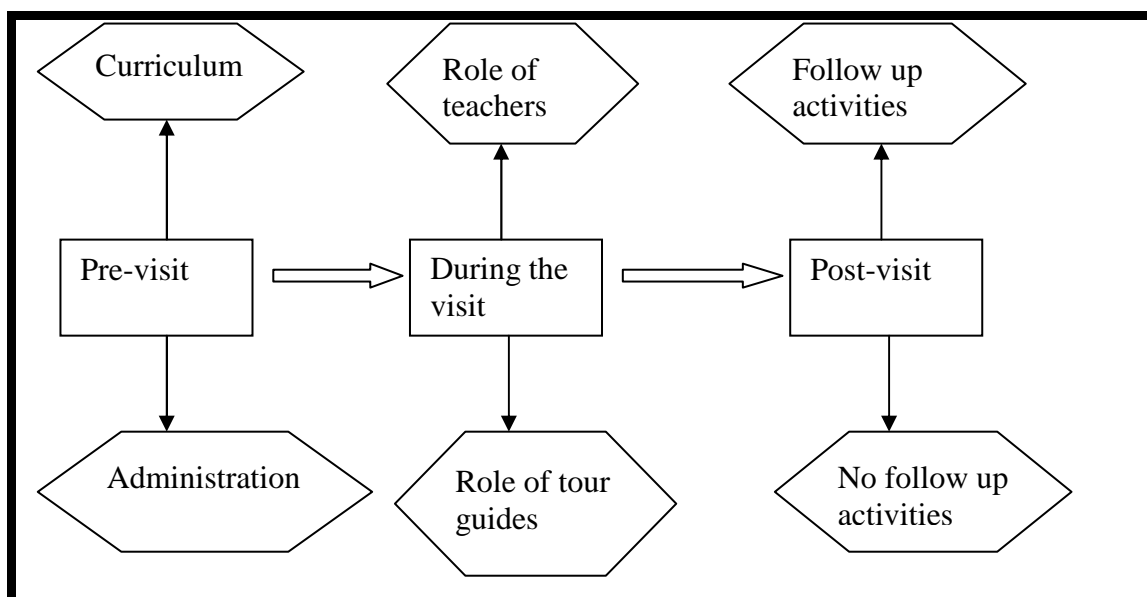 Curriculum
Role of
teachers
Follow up
activities
Pre-visit
During the
visit
Post-visit
Administration
Role of tour
guides
No follow up
activities